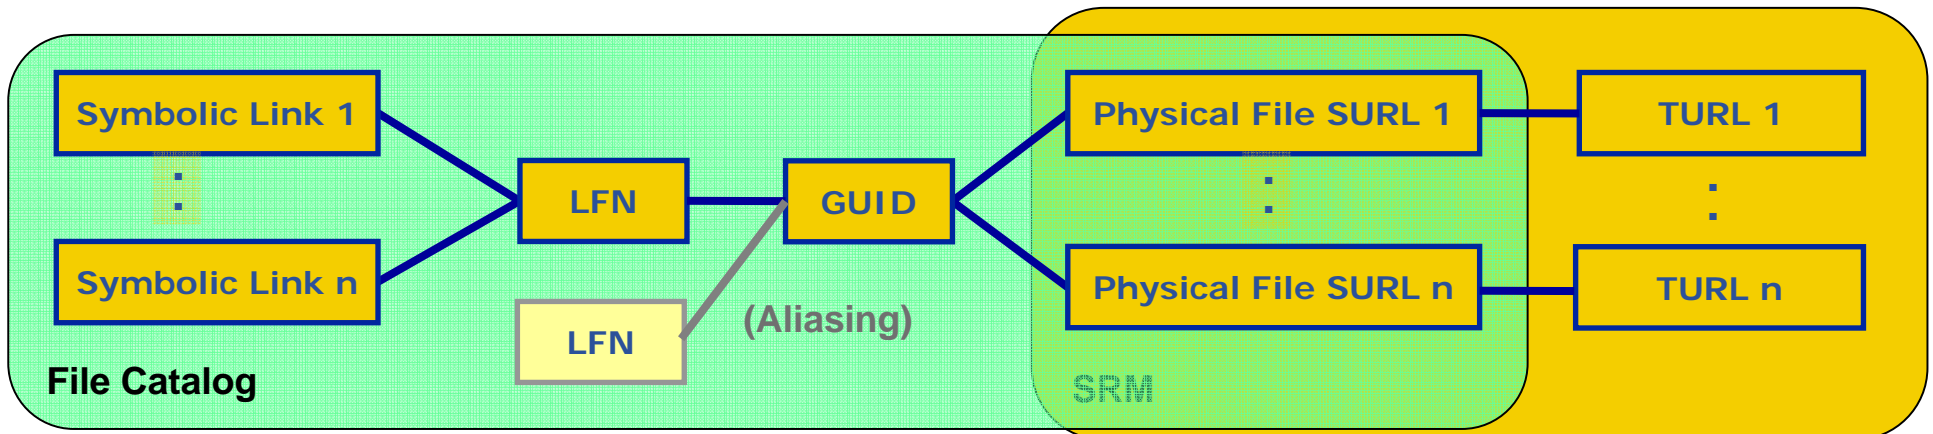 Symbolic Link 1
:
Symbolic Link n
LFN
LFN
GUID
(Aliasing)
Physical File SURL 1
:
Physical File SURL n
TURL 1
:
TURL n
File Catalog
SRM